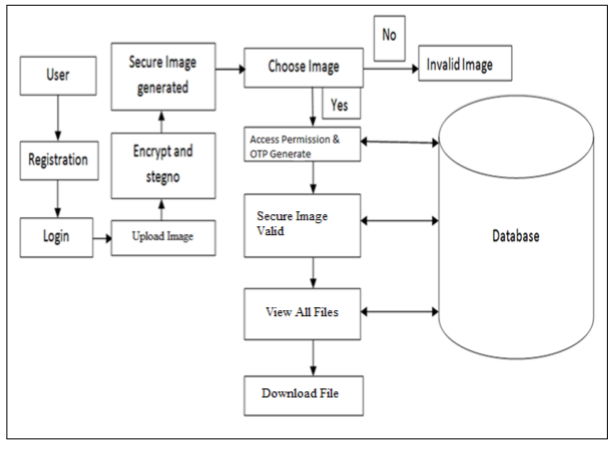 User
Registration
Login
Upload Image
Encrypt and
stegno
Secure Image
generated
Choose Image
No
Invalid Image
Yes
Access Permission &
OTP Generate
Secure Image
Valid
View All Files
Download File
Database